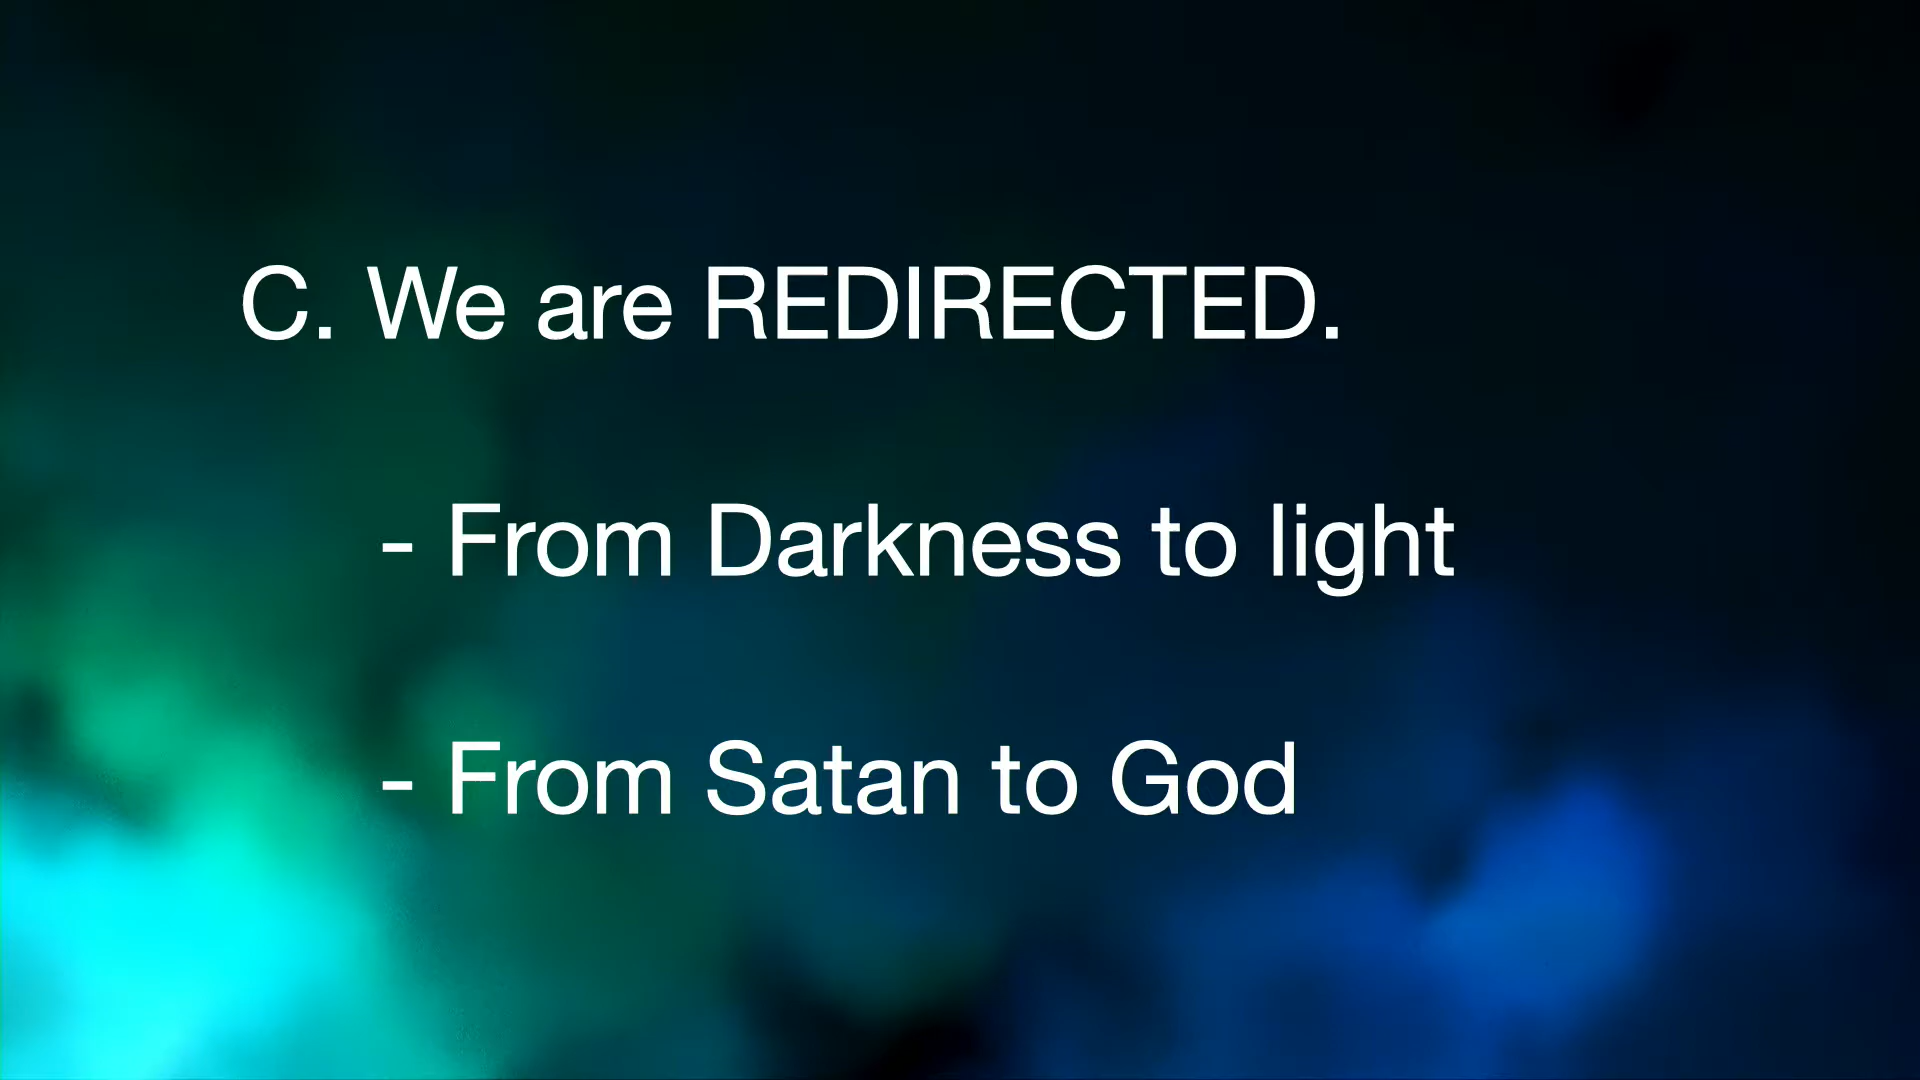 C. We are REDIRECTED.
- From Darkness to light
- From Satan to God